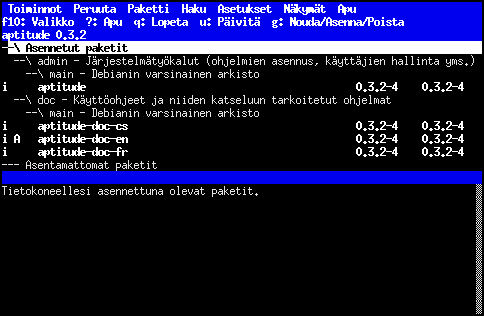 Toiminnot Peruuta Paketti Haku Asetukset Näkymät Apu
f10: Valikko ?: Apu q: Lopeta u: Päivitä g: Nouda/Asenna/Poista
aptitude 0.3.2
--\ Asennetut paketit
--\ admin - Järjestelmätyökalut (ohjelmien asennus, käyttäjien hallinta yms.)
--\ main - Debianin varsinainen arkisto
i aptitude 0.3.2-4 0.3.2-4
--\ doc - Käyttöohjeet ja niiden katseluun tarkoitetut ohjelmat
--\ main - Debianin varsinainen arkisto
i aptitude-doc-cs 0.3.2-4 0.3.2-4
i A aptitude-doc-en 0.3.2-4 0.3.2-4
i aptitude-doc-fr 0.3.2-4 0.3.2-4
--- Asentamattomat paketit
Tietokoneellesi asennettuna olevat paketit.